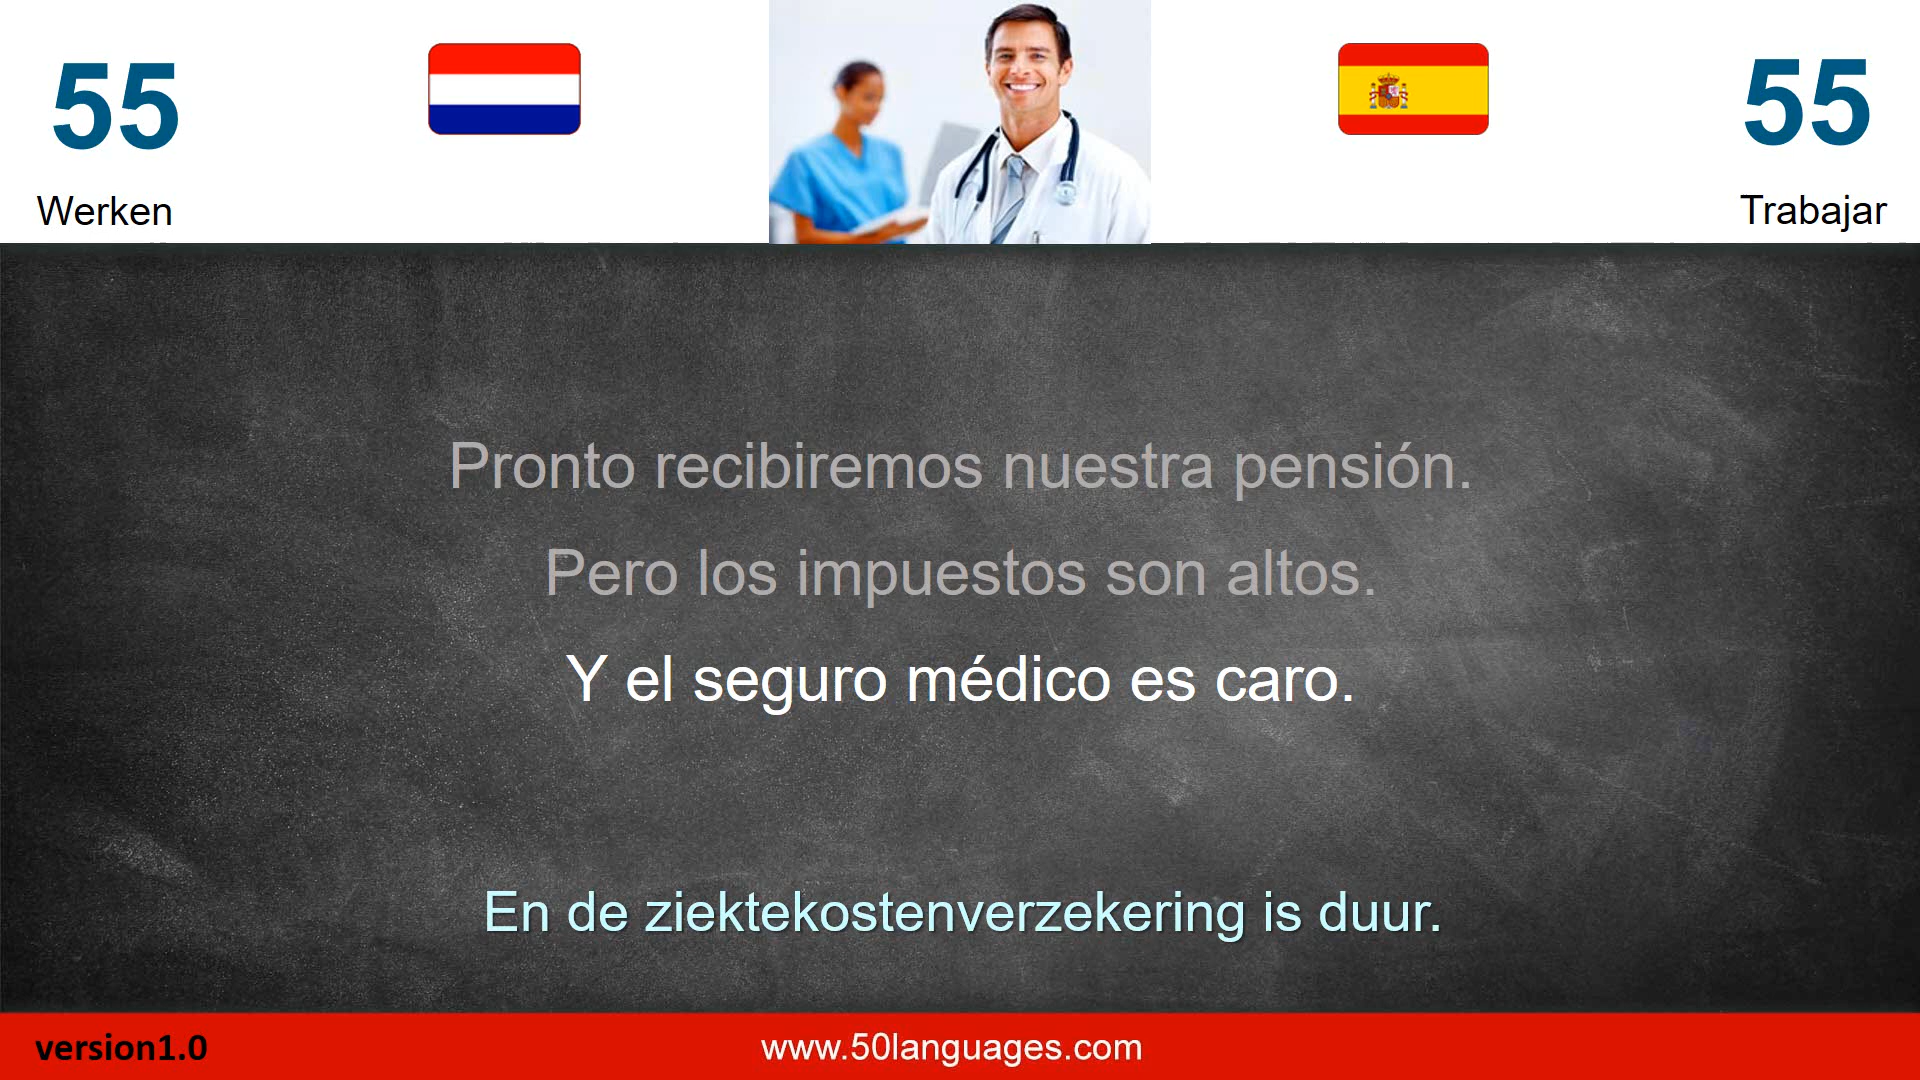 55
55
Werken
Trabajar
Pronto recibiremos nuestra pensión.
Pero los impuestos son altos.
Y el seguro médico es caro.
En de ziektekostenverzekering is duur.
version1.0
www.50languages.com